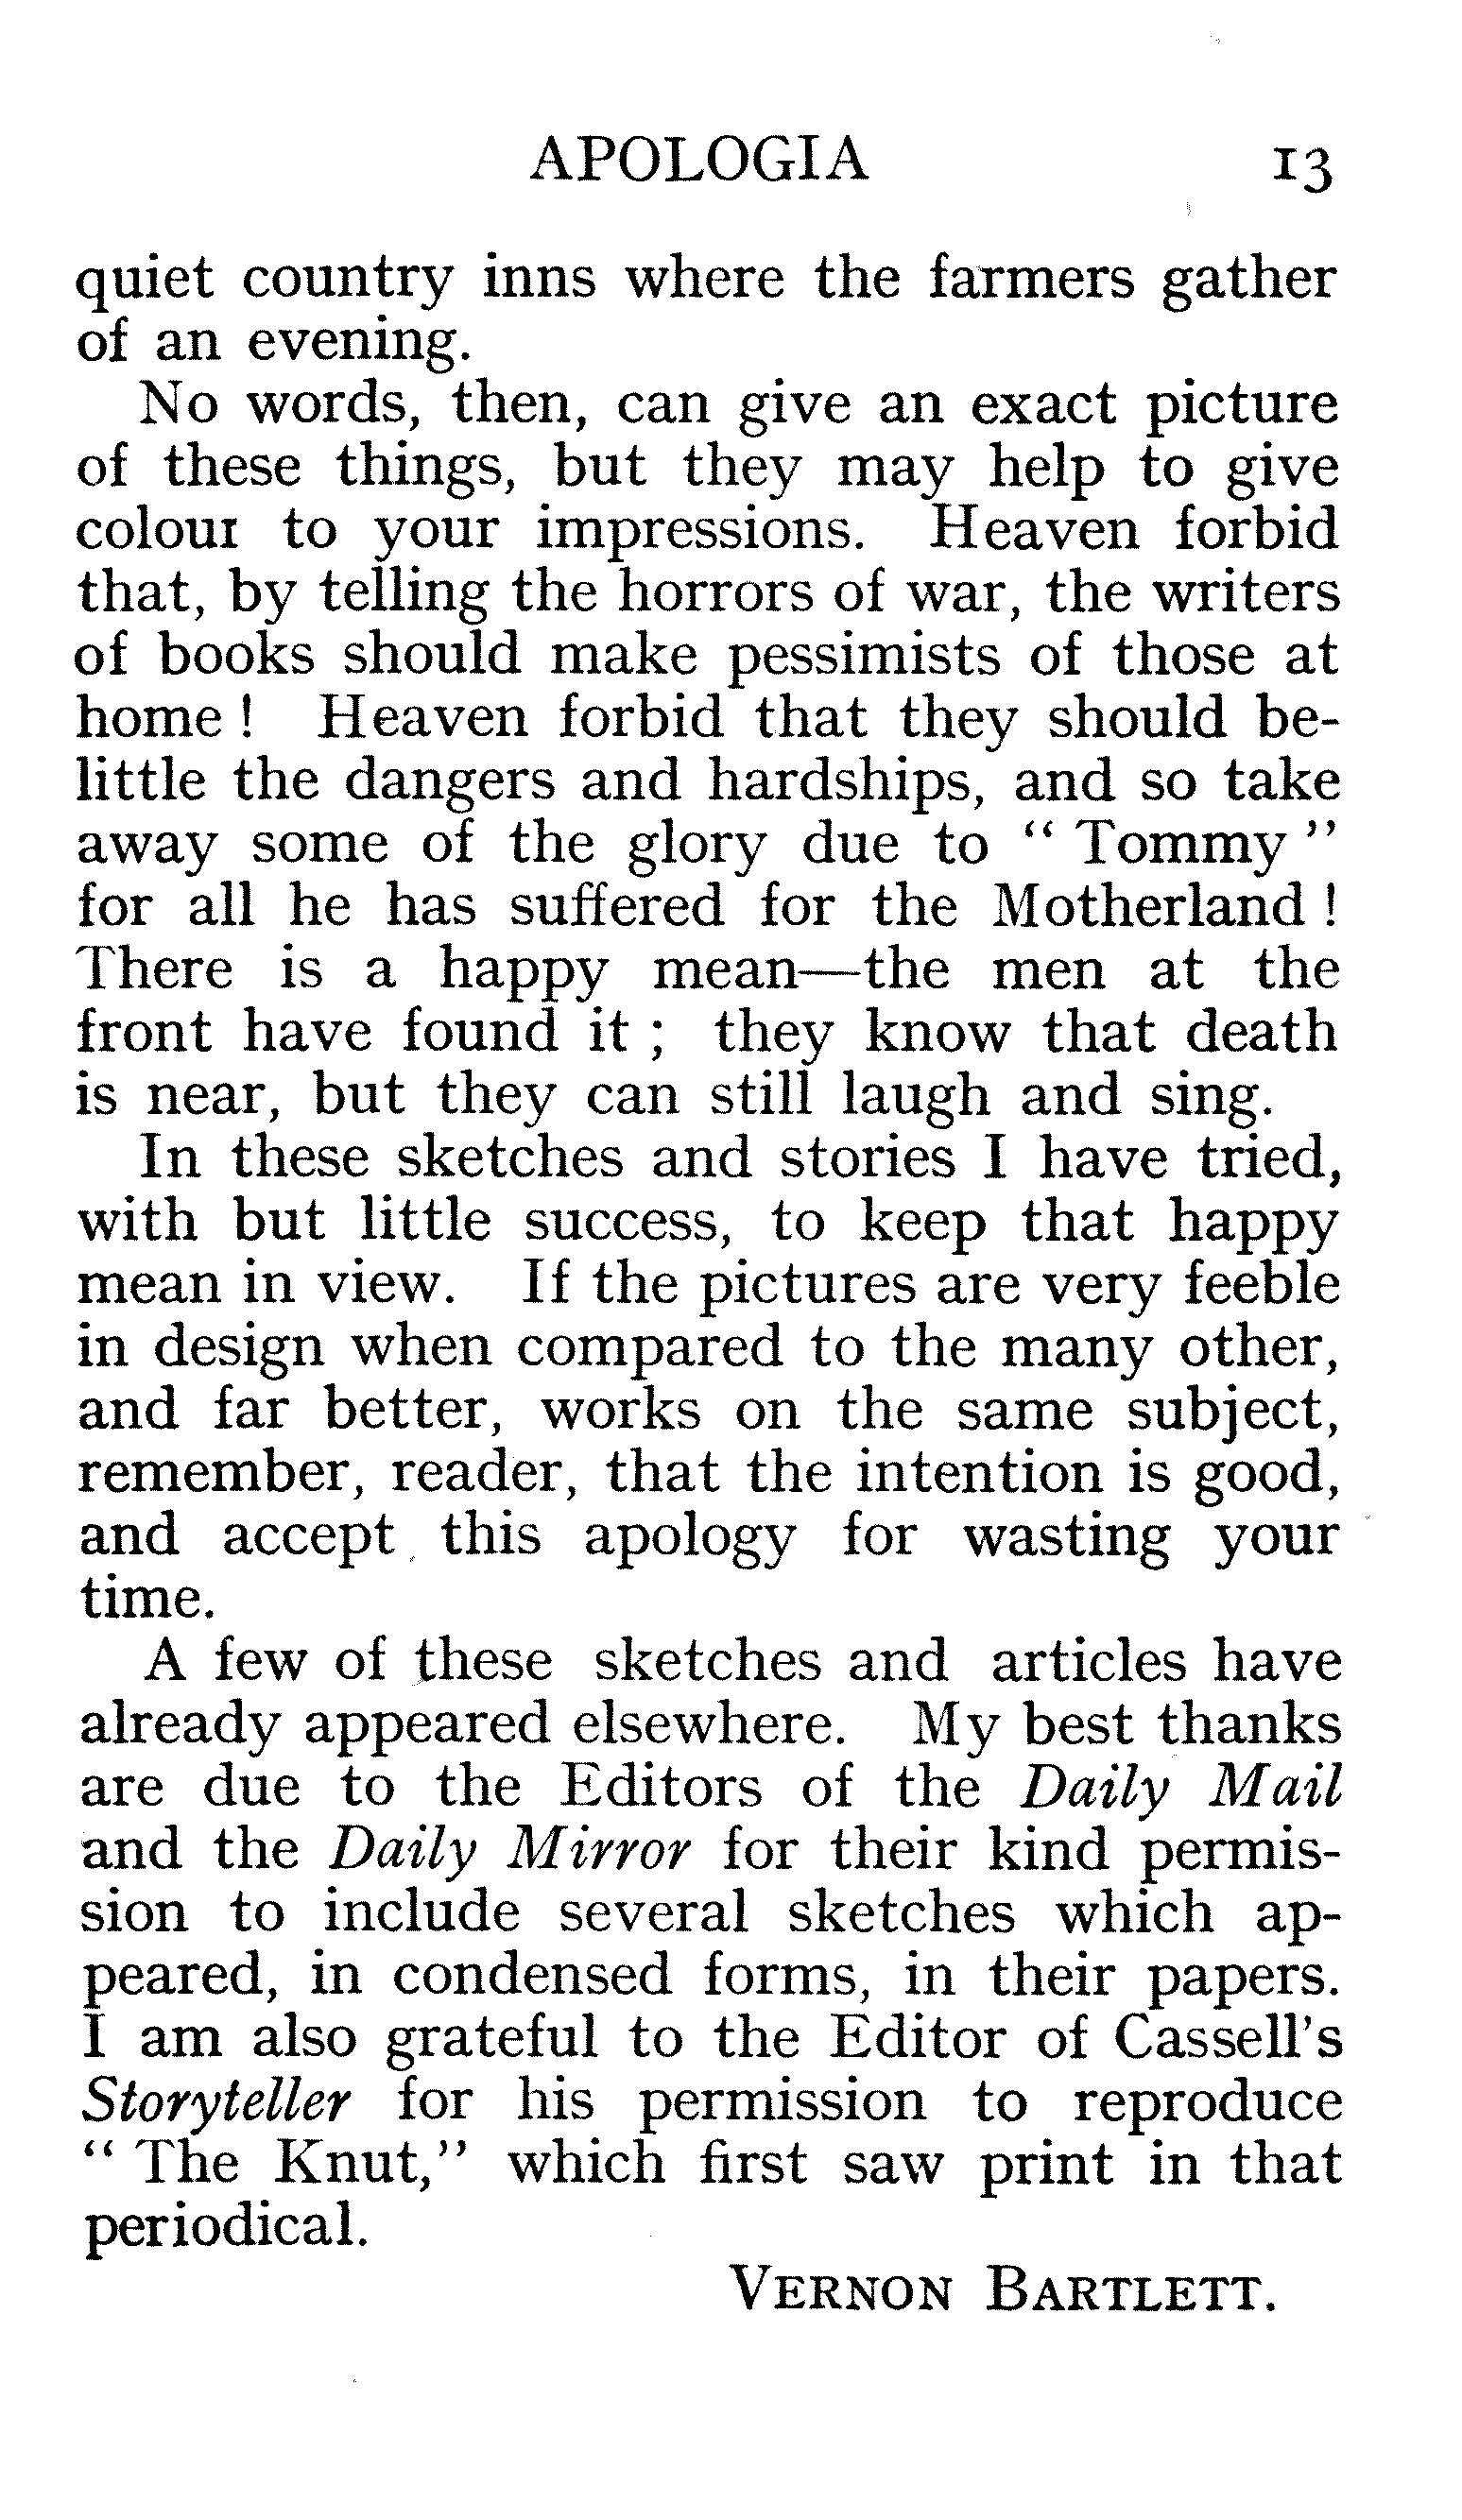 APOLOGIA 13
quiet country inns where the farmers gather
of an evening.
No words, then, can give an exact picture
of these things, but they may help to give
colour to your impressions. Heaven forbid
that, by telling the horrors of war, the writers
of books should make pessimists of those at
home ! Heaven forbid that they should be-
little the dangers and hardships, and so take
away some of the glory due to “ Tommy ”
for all he has suffered for the Motherland !
There is a happy mean—the men at the
front have found it ; they know that death
is near, but they can still laugh and sing.
In these sketches and stories I have tried,
with but little success, to keep that happy
mean in view. If the pictures are very feeble
in design when compared to the many other,
and far better, works on the same subject,
remember, reader, that the intention is good,
and accept this apology for wasting your
time.
A few of these sketches and articles have
already appeared elsewhere. My best thanks
are due to the Editors of the Daily Mail
and the Daily Mirror for their kind permis-
sion to include several sketches which ap-
peared, in condensed forms, in their papers.
I am also grateful to the Editor of Cassell’s
Storyteller for his permission to reproduce
“ The Knut,” which first saw print in that
periodical.
VERNON BARTLETT.